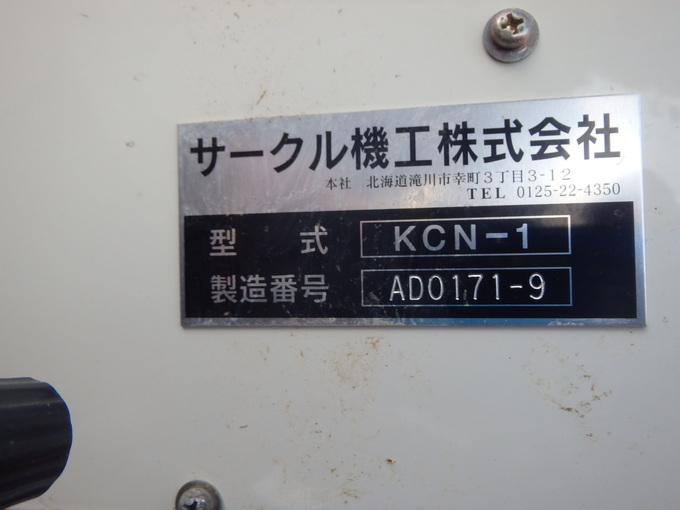 サークル機工株式会社
本社 北海道滝川市幸町3丁目3-12
TEL 0125-22-4350
型 式 KCN-1
製造番号 AD0171-9